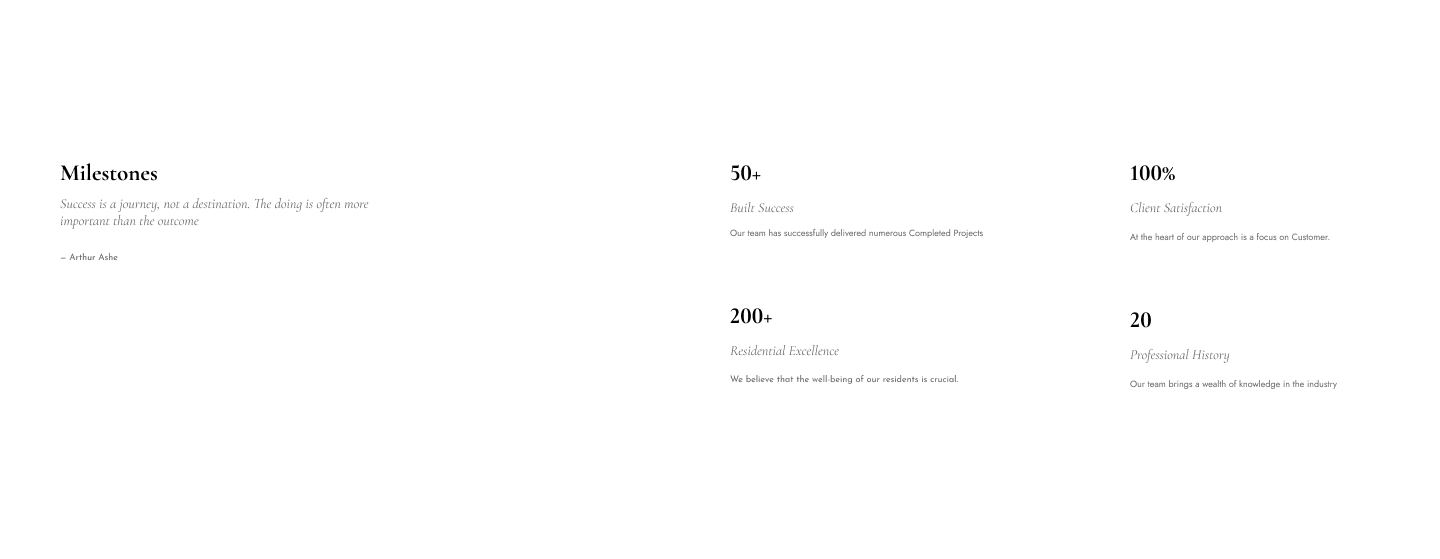 Milestones
Success is a journey, not a destination. The doing is often more
important than the outcome
– Arthur Ashe
50+
Built Success
Our team has successfully delivered numerous Completed Projects
100%
Client Satisfaction
At the heart of our approach is a focus on Customer.
200+
Residential Excellence
We believe that the well-being of our residents is crucial.
20
Professional History
Our team brings a wealth of knowledge in the industry